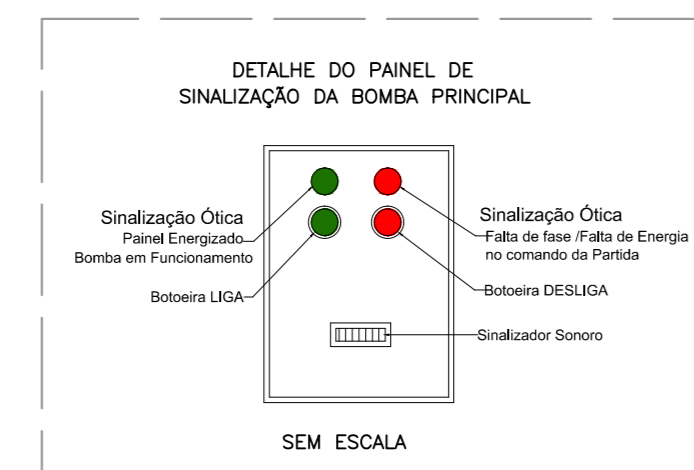 DETALHE DO PAINEL DE
SINALIZAÇÃO DA BOMBA PRINCIPAL
Sinalização Ótica
Painel Energizado
Bomba em Funcionamento
Botoeira LIGA
Sinalização Ótica
Falta de fase /Falta de Energia
no comando da Partida
Botoeira DESLIGA
Sinalizador Sonoro
SEM ESCALA